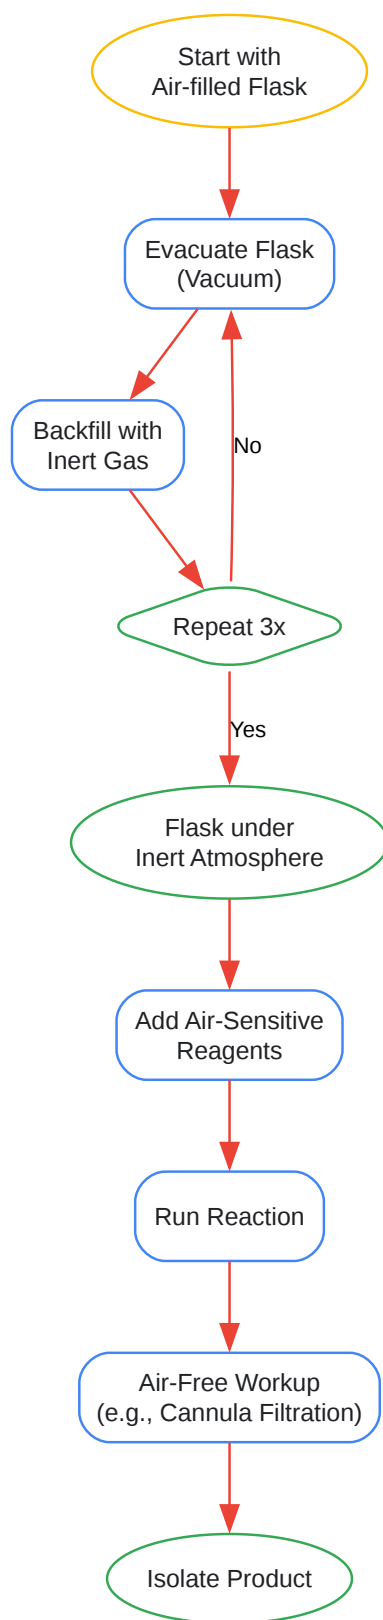 Start with
Air-filled Flask
Evacuate Flask
(Vacuum)
Backfill with
Inert Gas
No
Repeat 3x
Yes
Flask under
Inert Atmosphere
Add Air-Sensitive
Reagents
Run Reaction
Air-Free Workup
(e.g., Cannula Filtration)
Isolate Product